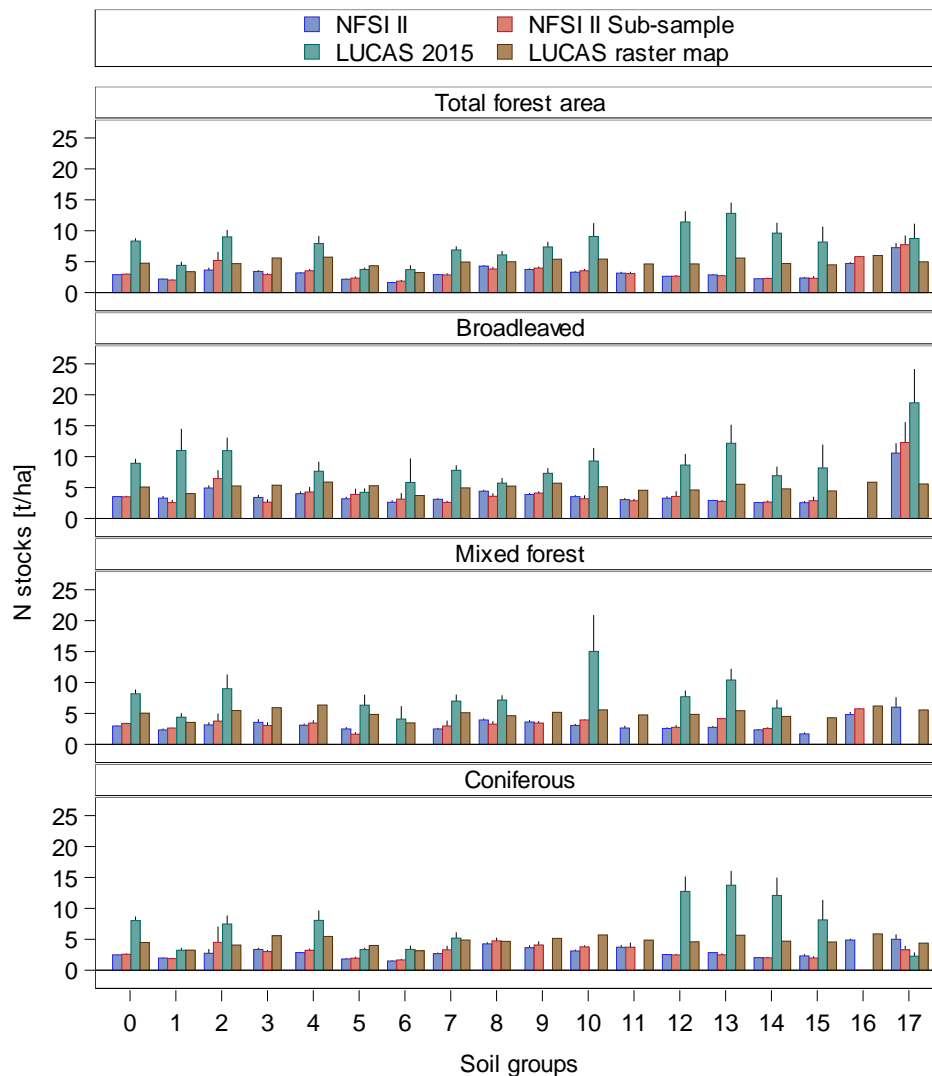 NFSI II NFSI II Sub-sample
LUCAS 2015 LUCAS raster map
Total forest area
25
20
15
10
5
0
Broadleaved
25
20
15
10
5
0
N stocks [t/ha]
Mixed forest
25
20
15
10
5
0
Coniferous
25
20
15
10
5
0
0 1 2 3 4 5 6 7 8 9 10 11 12 13 14 15 16 17
Soil groups